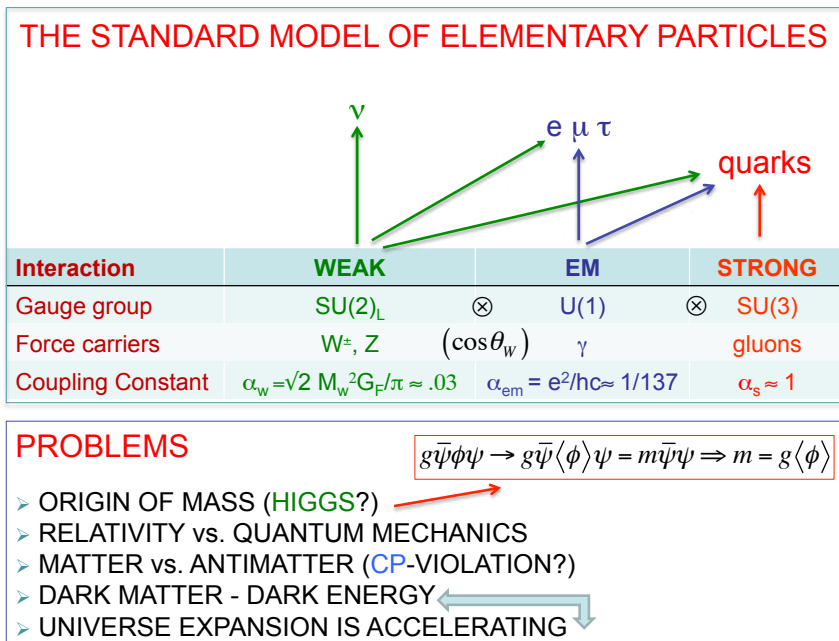 THE STANDARD MODEL OF ELEMENTARY PARTICLES
ν
e μ τ
quarks
Interaction WEAK EM STRONG
Gauge group SU(2)L ⊗ U(1) ⊗ SU(3)
Force carriers W±, Z (cosθW) γ gluons
Coupling Constant αw =√2 Mw²GF/π ≈ .03 αem = e²/hc≈ 1/137 αs ≈ 1
PROBLEMS
gψ̄ϕψ → gψ̄⟨ϕ⟩ψ = mψ̄ψ ⇒ m = g⟨ϕ⟩
➢ ORIGIN OF MASS (HIGGS?)
➢ RELATIVITY vs. QUANTUM MECHANICS
➢ MATTER vs. ANTIMATTER (CP-VIOLATION?)
➢ DARK MATTER - DARK ENERGY
➢ UNIVERSE EXPANSION IS ACCELERATING